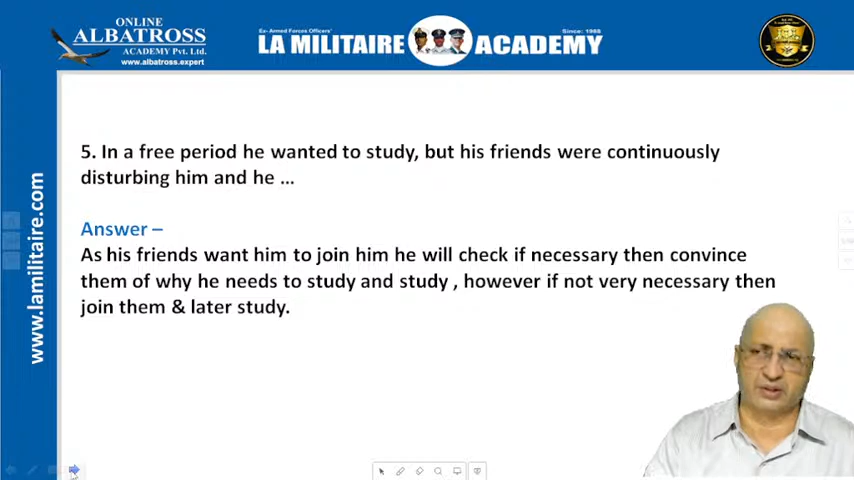 ONLINE
ALBATROSS
ACADEMY Pvt. Ltd.
www.albatross.expert
Ex- Armed Forces Officers'
Since: 1988
LA MILITAIRE ACADEMY
www.lamilitaire.com
5. In a free period he wanted to study, but his friends were continuously
disturbing him and he ...
Answer –
As his friends want him to join him he will check if necessary then convince
them of why he needs to study and study , however if not very necessary then
join them & later study.